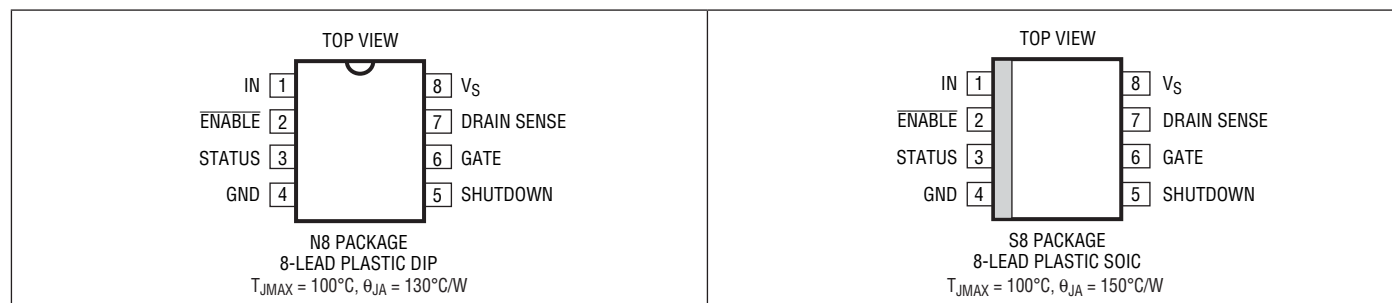 TOP VIEW
IN 1
8 VS
ENABLE 2
7 DRAIN SENSE
STATUS 3
6 GATE
GND 4
5 SHUTDOWN
N8 PACKAGE
8-LEAD PLASTIC DIP
TJMAX = 100°C, θJA = 130°C/W
TOP VIEW
IN 1
8 VS
ENABLE 2
7 DRAIN SENSE
STATUS 3
6 GATE
GND 4
5 SHUTDOWN
S8 PACKAGE
8-LEAD PLASTIC SOIC
TJMAX = 100°C, θJA = 150°C/W